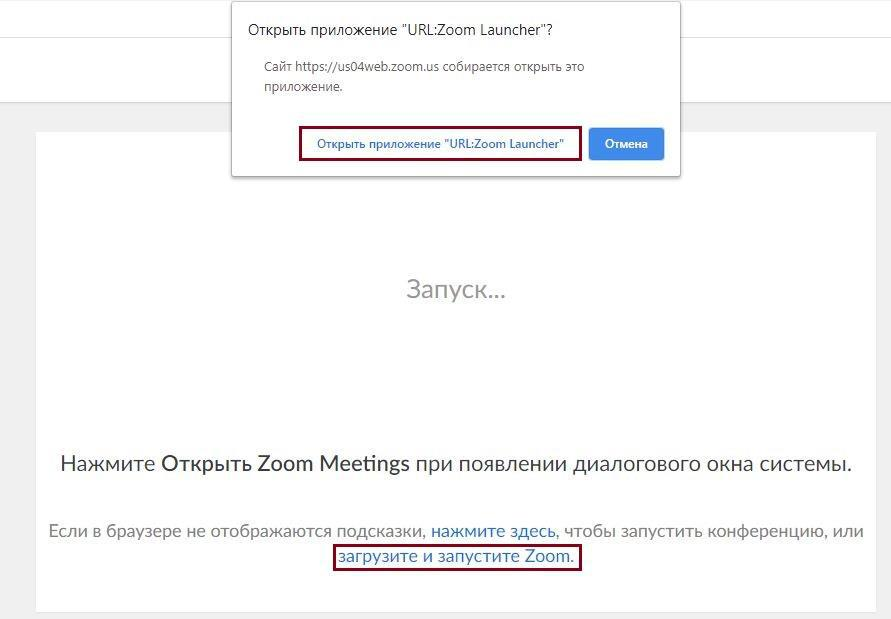 Открыть приложение "URL:Zoom Launcher"?
Сайт https://us04web.zoom.us собирается открыть это
приложение.
Открыть приложение "URL:Zoom Launcher"
Отмена
Запуск...
Нажмите Открыть Zoom Meetings при появлении диалогового окна системы.
Если в браузере не отображаются подсказки, нажмите здесь, чтобы запустить конференцию, или
загрузите и запустите Zoom.